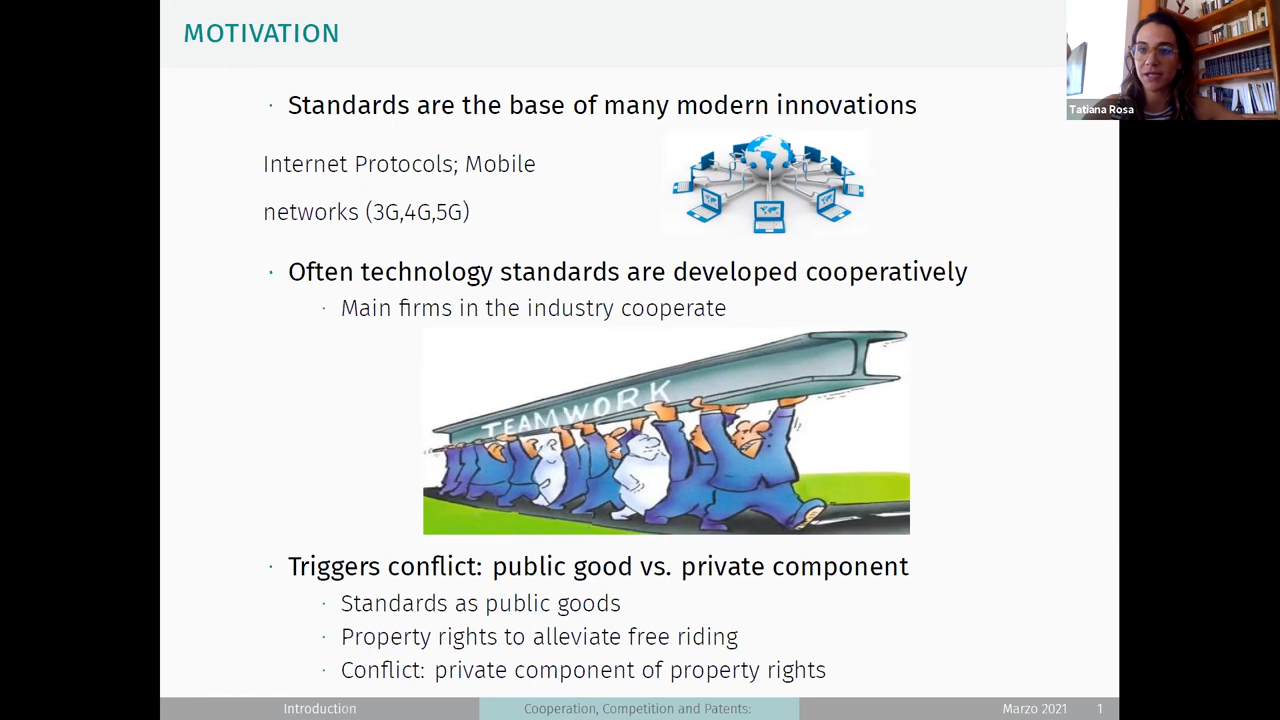 MOTIVATION
Tatiana Rosa
· Standards are the base of many modern innovations
Internet Protocols; Mobile
networks (3G,4G,5G)
· Often technology standards are developed cooperatively
· Main firms in the industry cooperate
TEAMWORK
· Triggers conflict: public good vs. private component
· Standards as public goods
· Property rights to alleviate free riding
· Conflict: private component of property rights
Introduction
Cooperation, Competition and Patents:
Marzo 2021 1